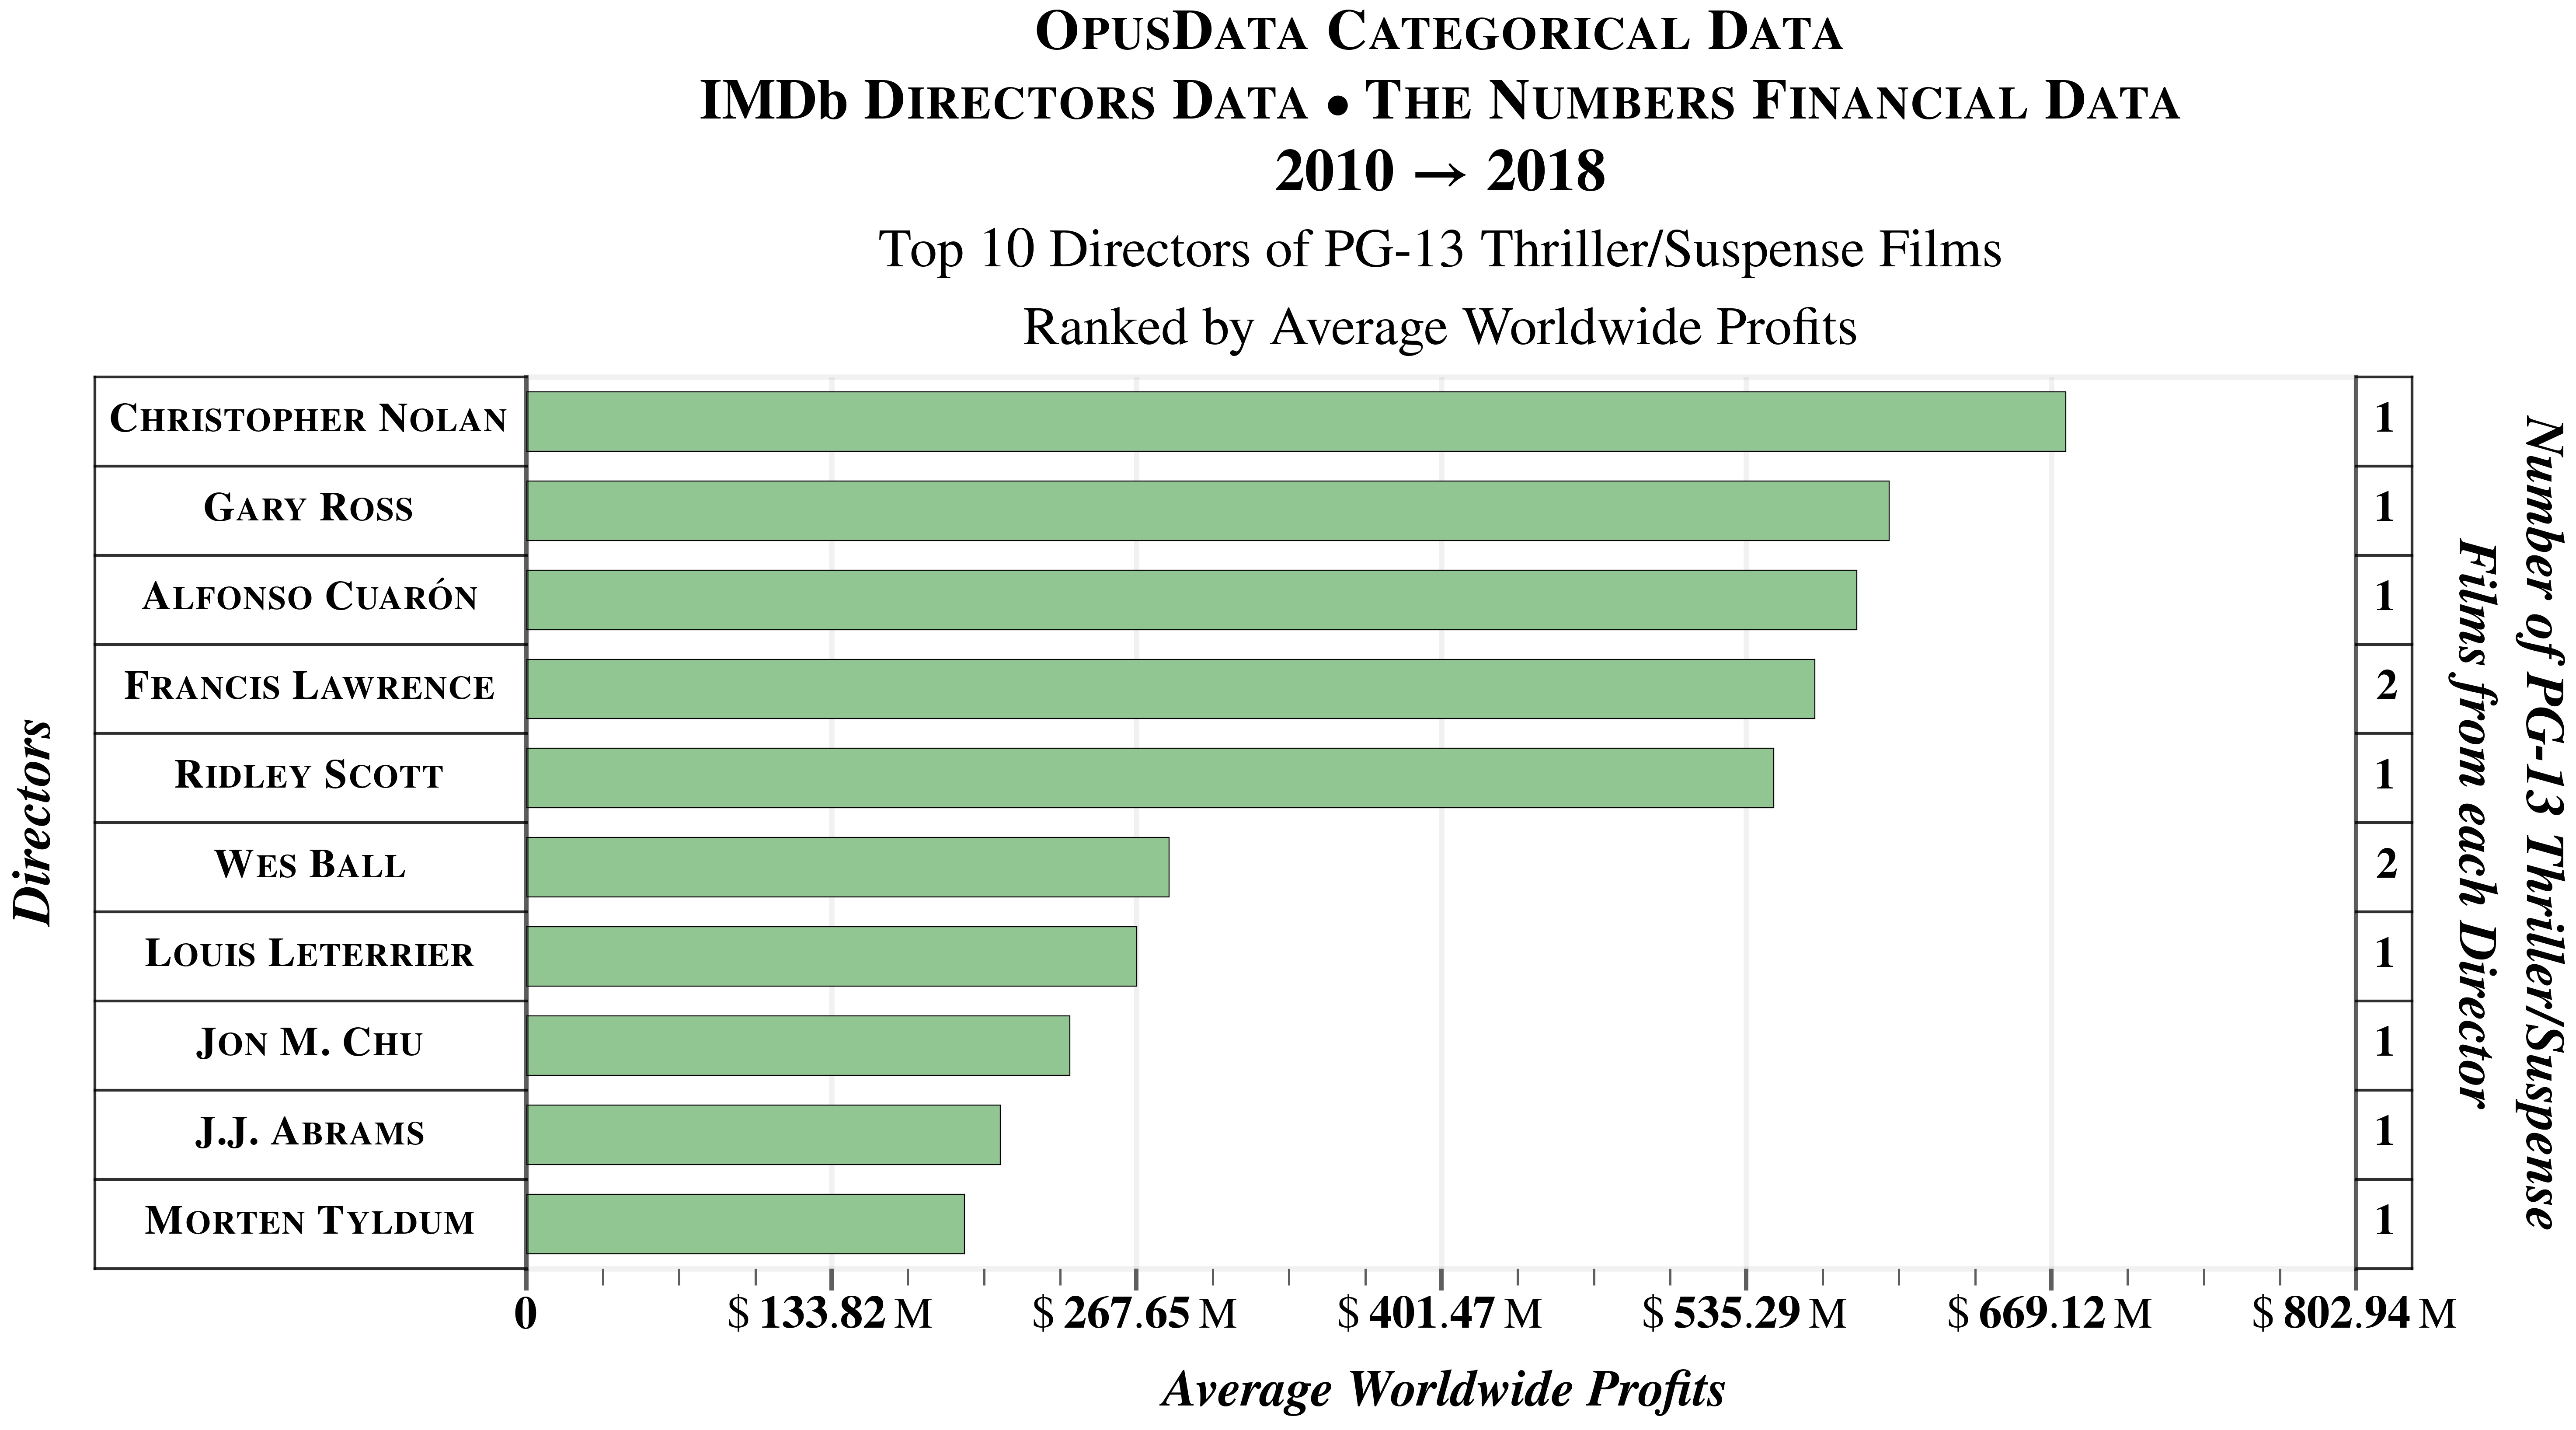 OpusData Categorical Data
IMDb Directors Data • The Numbers Financial Data
2010 → 2018
Top 10 Directors of PG-13 Thriller/Suspense Films
Ranked by Average Worldwide Profits
Directors
Christopher Nolan 1
Gary Ross 1
Alfonso Cuarón 1
Francis Lawrence 2
Ridley Scott 1
Wes Ball 2
Louis Leterrier 1
Jon M. Chu 1
J.J. Abrams 1
Morten Tyldum 1
Number of PG-13 Thriller/Suspense
Films from each Director
0 $ 133.82 M $ 267.65 M $ 401.47 M $ 535.29 M $ 669.12 M $ 802.94 M
Average Worldwide Profits